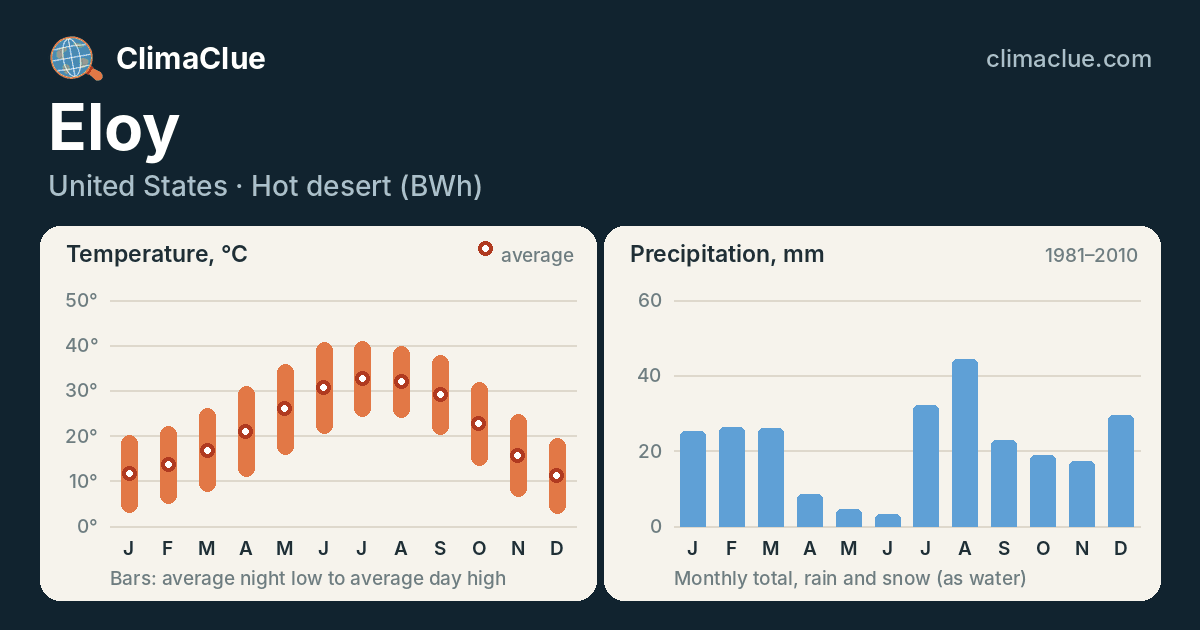 ClimaClue
climaclue.com
Eloy
United States · Hot desert (BWh)
Temperature, °C
average
50°
40°
30°
20°
10°
0°
J F M A M J J A S O N D
Bars: average night low to average day high
Precipitation, mm
1981–2010
60
40
20
0
J F M A M J J A S O N D
Monthly total, rain and snow (as water)